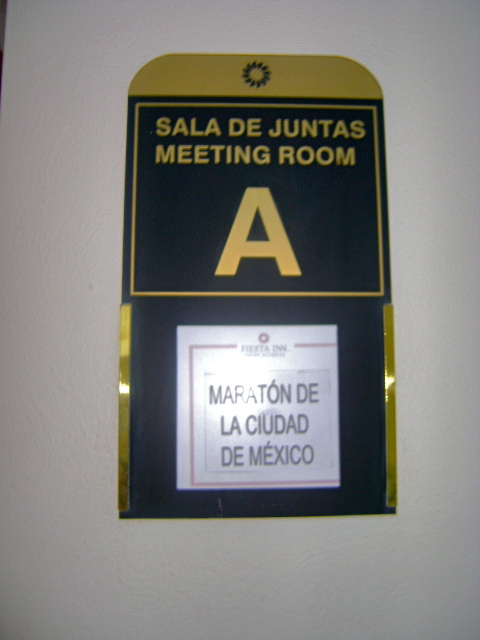 SALA DE JUNTAS
MEETING ROOM
A
FIESTA INN
MARATÓN DE
LA CIUDAD
DE MÉXICO